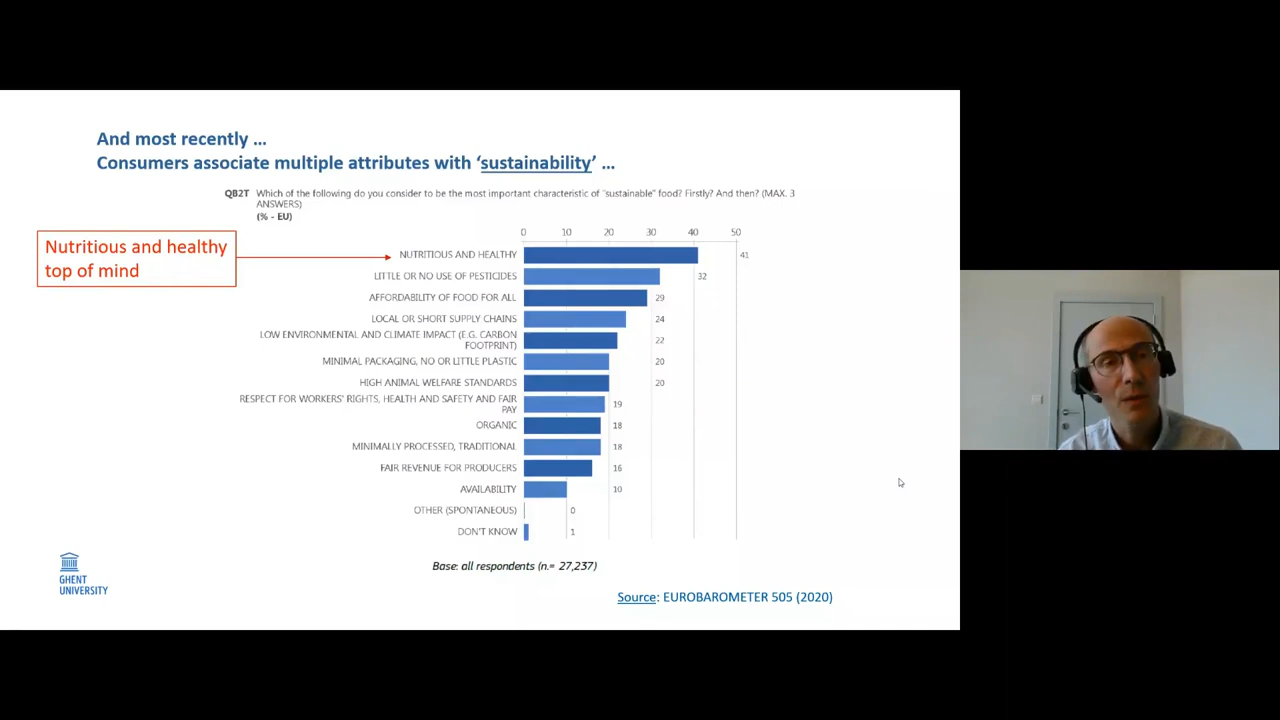 And most recently ...
Consumers associate multiple attributes with ‘sustainability’ ...
QB2T Which of the following do you consider to be the most important characteristic of "sustainable" food? Firstly? And then? (MAX. 3
ANSWERS)
(% - EU)
Nutritious and healthy
top of mind
0 10 20 30 40 50
NUTRITIOUS AND HEALTHY 41
LITTLE OR NO USE OF PESTICIDES 32
AFFORDABILITY OF FOOD FOR ALL 29
LOCAL OR SHORT SUPPLY CHAINS 24
LOW ENVIRONMENTAL AND CLIMATE IMPACT (E.G. CARBON
FOOTPRINT) 22
MINIMAL PACKAGING, NO OR LITTLE PLASTIC 20
HIGH ANIMAL WELFARE STANDARDS 20
RESPECT FOR WORKERS' RIGHTS, HEALTH AND SAFETY AND FAIR
PAY 19
ORGANIC 18
MINIMALLY PROCESSED, TRADITIONAL 18
FAIR REVENUE FOR PRODUCERS 16
AVAILABILITY 10
OTHER (SPONTANEOUS) 0
DON'T KNOW 1
Base: all respondents (n.= 27,237)
GHENT
UNIVERSITY
Source: EUROBAROMETER 505 (2020)